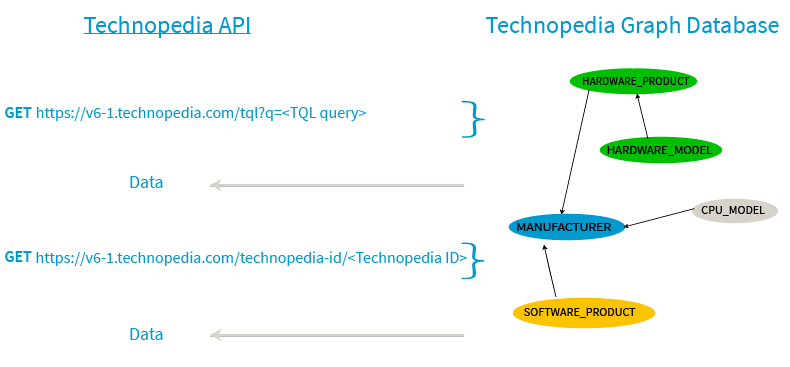 Technopedia API
Technopedia Graph Database
HARDWARE_PRODUCT
GET https://v6-1.technopedia.com/tql?q=<TQL query>
HARDWARE_MODEL
Data
CPU_MODEL
MANUFACTURER
GET https://v6-1.technopedia.com/technopedia-id/<Technopedia ID>
SOFTWARE_PRODUCT
Data